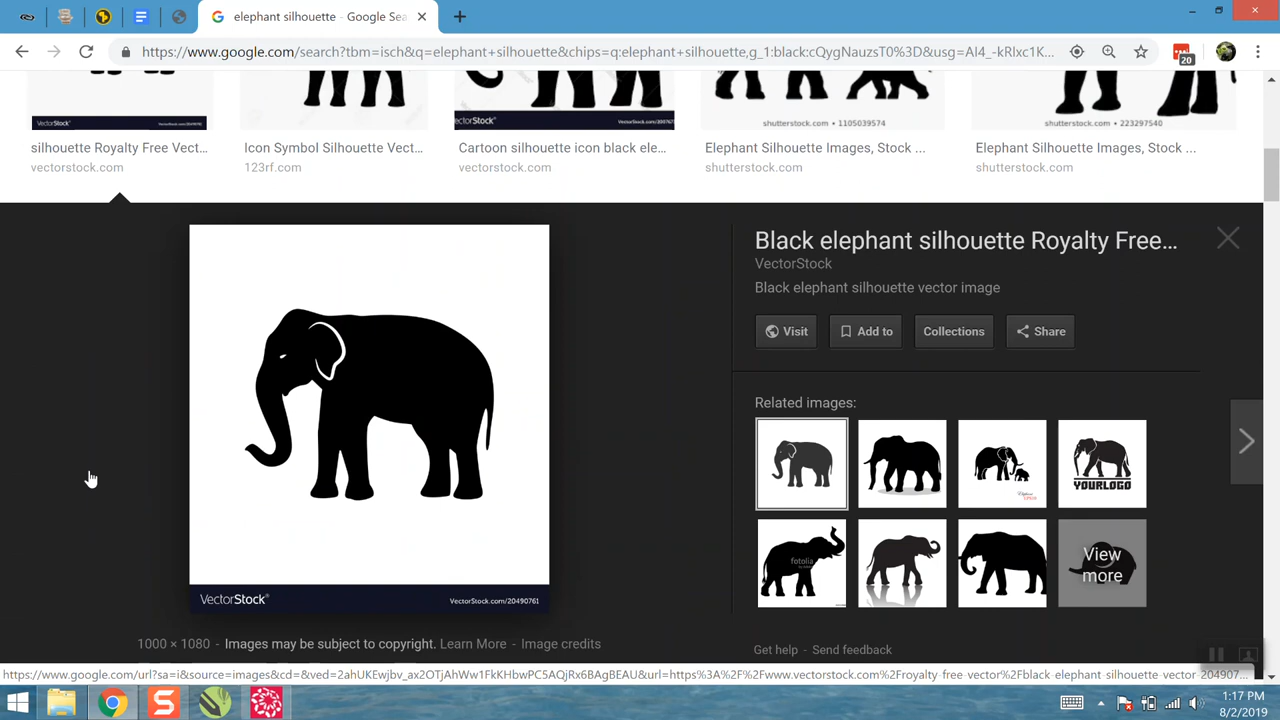 elephant silhouette - Google Sea
https://www.google.com/search?tbm=isch&q=elephant+silhouette&chips=q:elephant+silhouette,g_1:black:cQygNauzsT0%3D&usg=AI4_-kRlxc1K...
20
VectorStock
VectorStock
shutterstock.com • 1105039574
shutterstock.com • 223297540
silhouette Royalty Free Vect...
Icon Symbol Silhouette Vect...
Cartoon silhouette icon black ele...
Elephant Silhouette Images, Stock ...
Elephant Silhouette Images, Stock ...
vectorstock.com
123rf.com
vectorstock.com
shutterstock.com
shutterstock.com
Black elephant silhouette Royalty Free...
VectorStock
Black elephant silhouette vector image
Visit
Add to
Collections
Share
Related images:
YOURLOGO
fotolia
View
more
VectorStock
VectorStock.com/20490761
1000 × 1080 - Images may be subject to copyright. Learn More - Image credits
Get help - Send feedback
https://www.google.com/url?sa=i&source=images&cd=&ved=2ahUKEwjbv_ax2OTjAhWw1FkKHbwPC5AQjRx6BAgBEAU&url=https%3A%2F%2Fwww.vectorstock.com%2Froyalty-free-vector%2Fblack-elephant-silhouette-vector-204907...
1:17 PM
8/2/2019